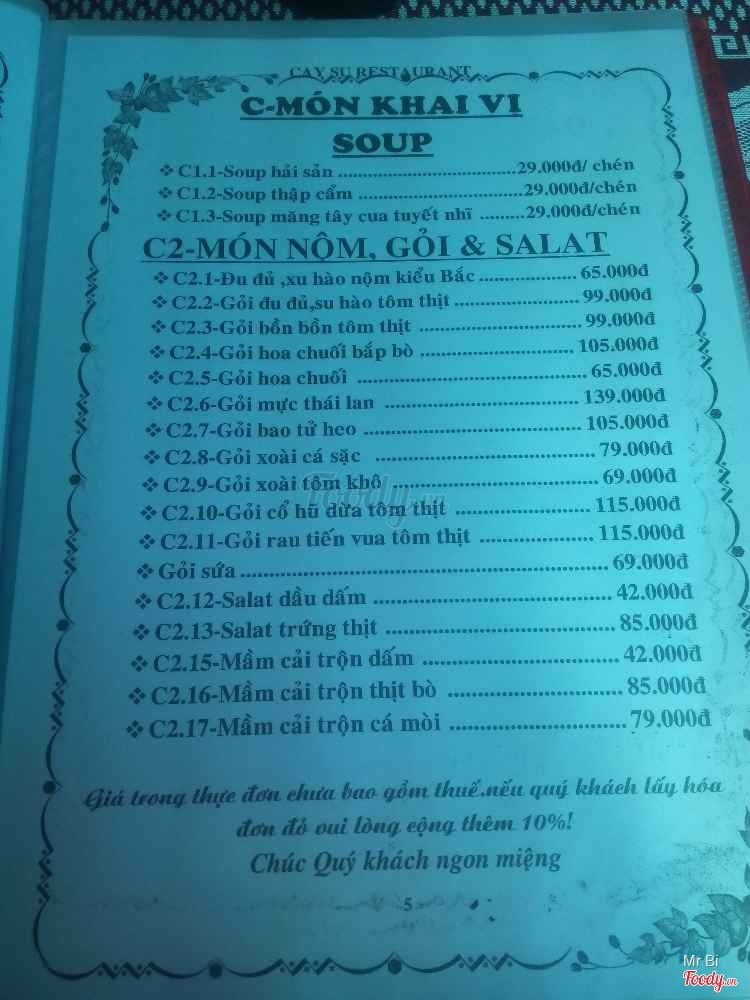 CAY SU RESTAURANT
C-MÓN KHAI VỊ
SOUP
❖ C1.1-Soup hải sản ................................29.000đ/ chén
❖ C1.2-Soup thập cẩm .............................29.000đ/chén
❖ C1.3-Soup măng tây cua tuyết nhĩ .........29.000đ/chén
C2-MÓN NỘM, GỎI & SALAT
❖ C2.1-Đu đủ ,xu hào nộm kiểu Bắc ................ 65.000đ
❖ C2.2-Gỏi đu đủ,su hào tôm thịt ..................... 99.000đ
❖ C2.3-Gỏi bồn bồn tôm thịt ........................... 99.000đ
❖ C2.4-Gỏi hoa chuối bắp bò .......................... 105.000đ
❖ C2.5-Gỏi hoa chuối ..................................... 65.000đ
❖ C2.6-Gỏi mực thái lan ................................ 139.000đ
❖ C2.7-Gỏi bao tử heo ................................... 105.000đ
❖ C2.8-Gỏi xoài cá sặc ................................... 79.000đ
❖ C2.9-Gỏi xoài tôm khô ................................. 69.000đ
❖ C2.10-Gỏi cổ hũ dừa tôm thịt ...................... 115.000đ
❖ C2.11-Gỏi rau tiến vua tôm thịt .................. 115.000đ
❖ Gỏi sứa ...................................................... 69.000đ
❖ C2.12-Salat dầu dấm ................................... 42.000đ
❖ C2.13-Salat trứng thịt ................................. 85.000đ
❖ C2.15-Mầm cải trộn dấm ............................. 42.000đ
❖ C2.16-Mầm cải trộn thịt bò .......................... 85.000đ
❖ C2.17-Mầm cải trộn cá mòi .......................... 79.000đ
Giá trong thực đơn chưa bao gồm thuế.nếu quý khách lấy hóa
đơn đỏ vui lòng cộng thêm 10%!
Chúc Quý khách ngon miệng
5
Foody.vn
Mr Bi
Foody.vn